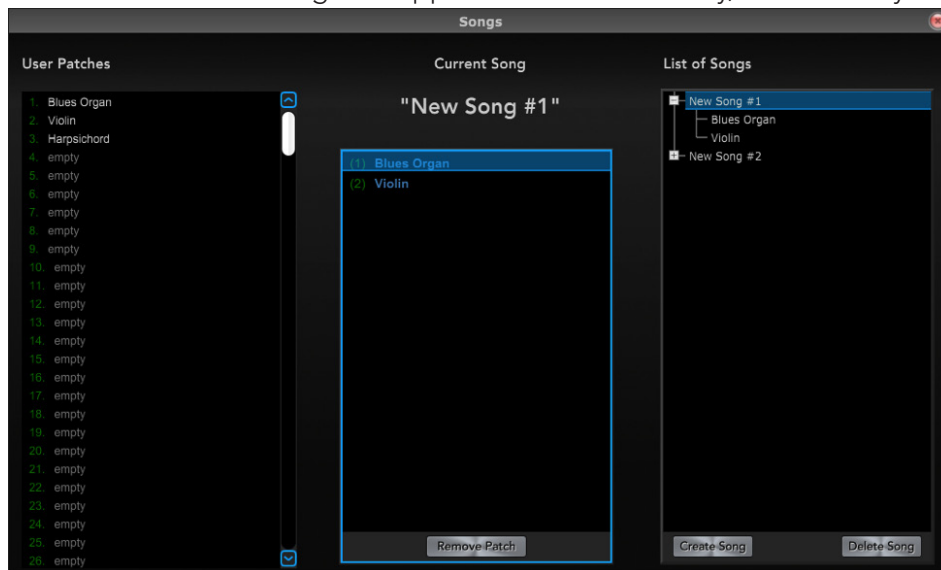 Songs
User Patches
1. Blues Organ
2. Violin
3. Harpsichord
4. empty
5. empty
6. empty
7. empty
8. empty
9. empty
10. empty
11. empty
12. empty
13. empty
14. empty
15. empty
16. empty
17. empty
18. empty
19. empty
20. empty
21. empty
22. empty
23. empty
24. empty
25. empty
26. empty
Current Song
"New Song #1"
(1) Blues Organ
(2) Violin
Remove Patch
List of Songs
New Song #1
Blues Organ
Violin
New Song #2
Create Song
Delete Song